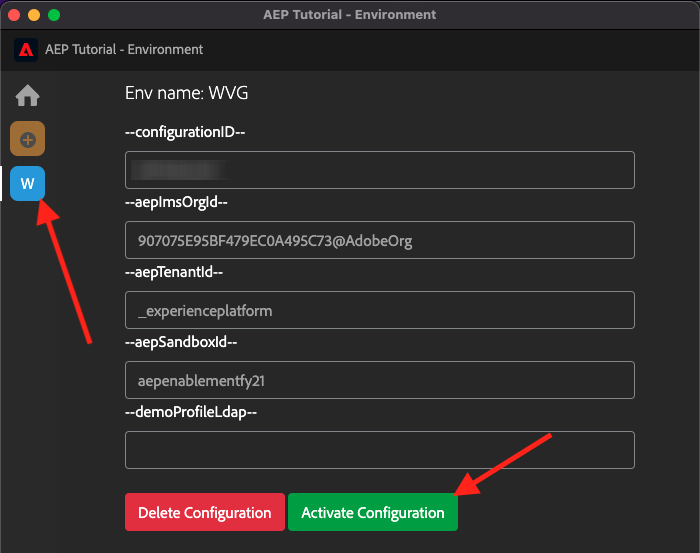 AEP Tutorial - Environment
AEP Tutorial - Environment
Env name: WVG
--configurationID--
W
--aepImsOrgId--
907075E95BF479EC0A495C73@AdobeOrg
--aepTenantId--
_experienceplatform
--aepSandboxId--
aepenablementfy21
--demoProfileLdap--
Delete Configuration
Activate Configuration